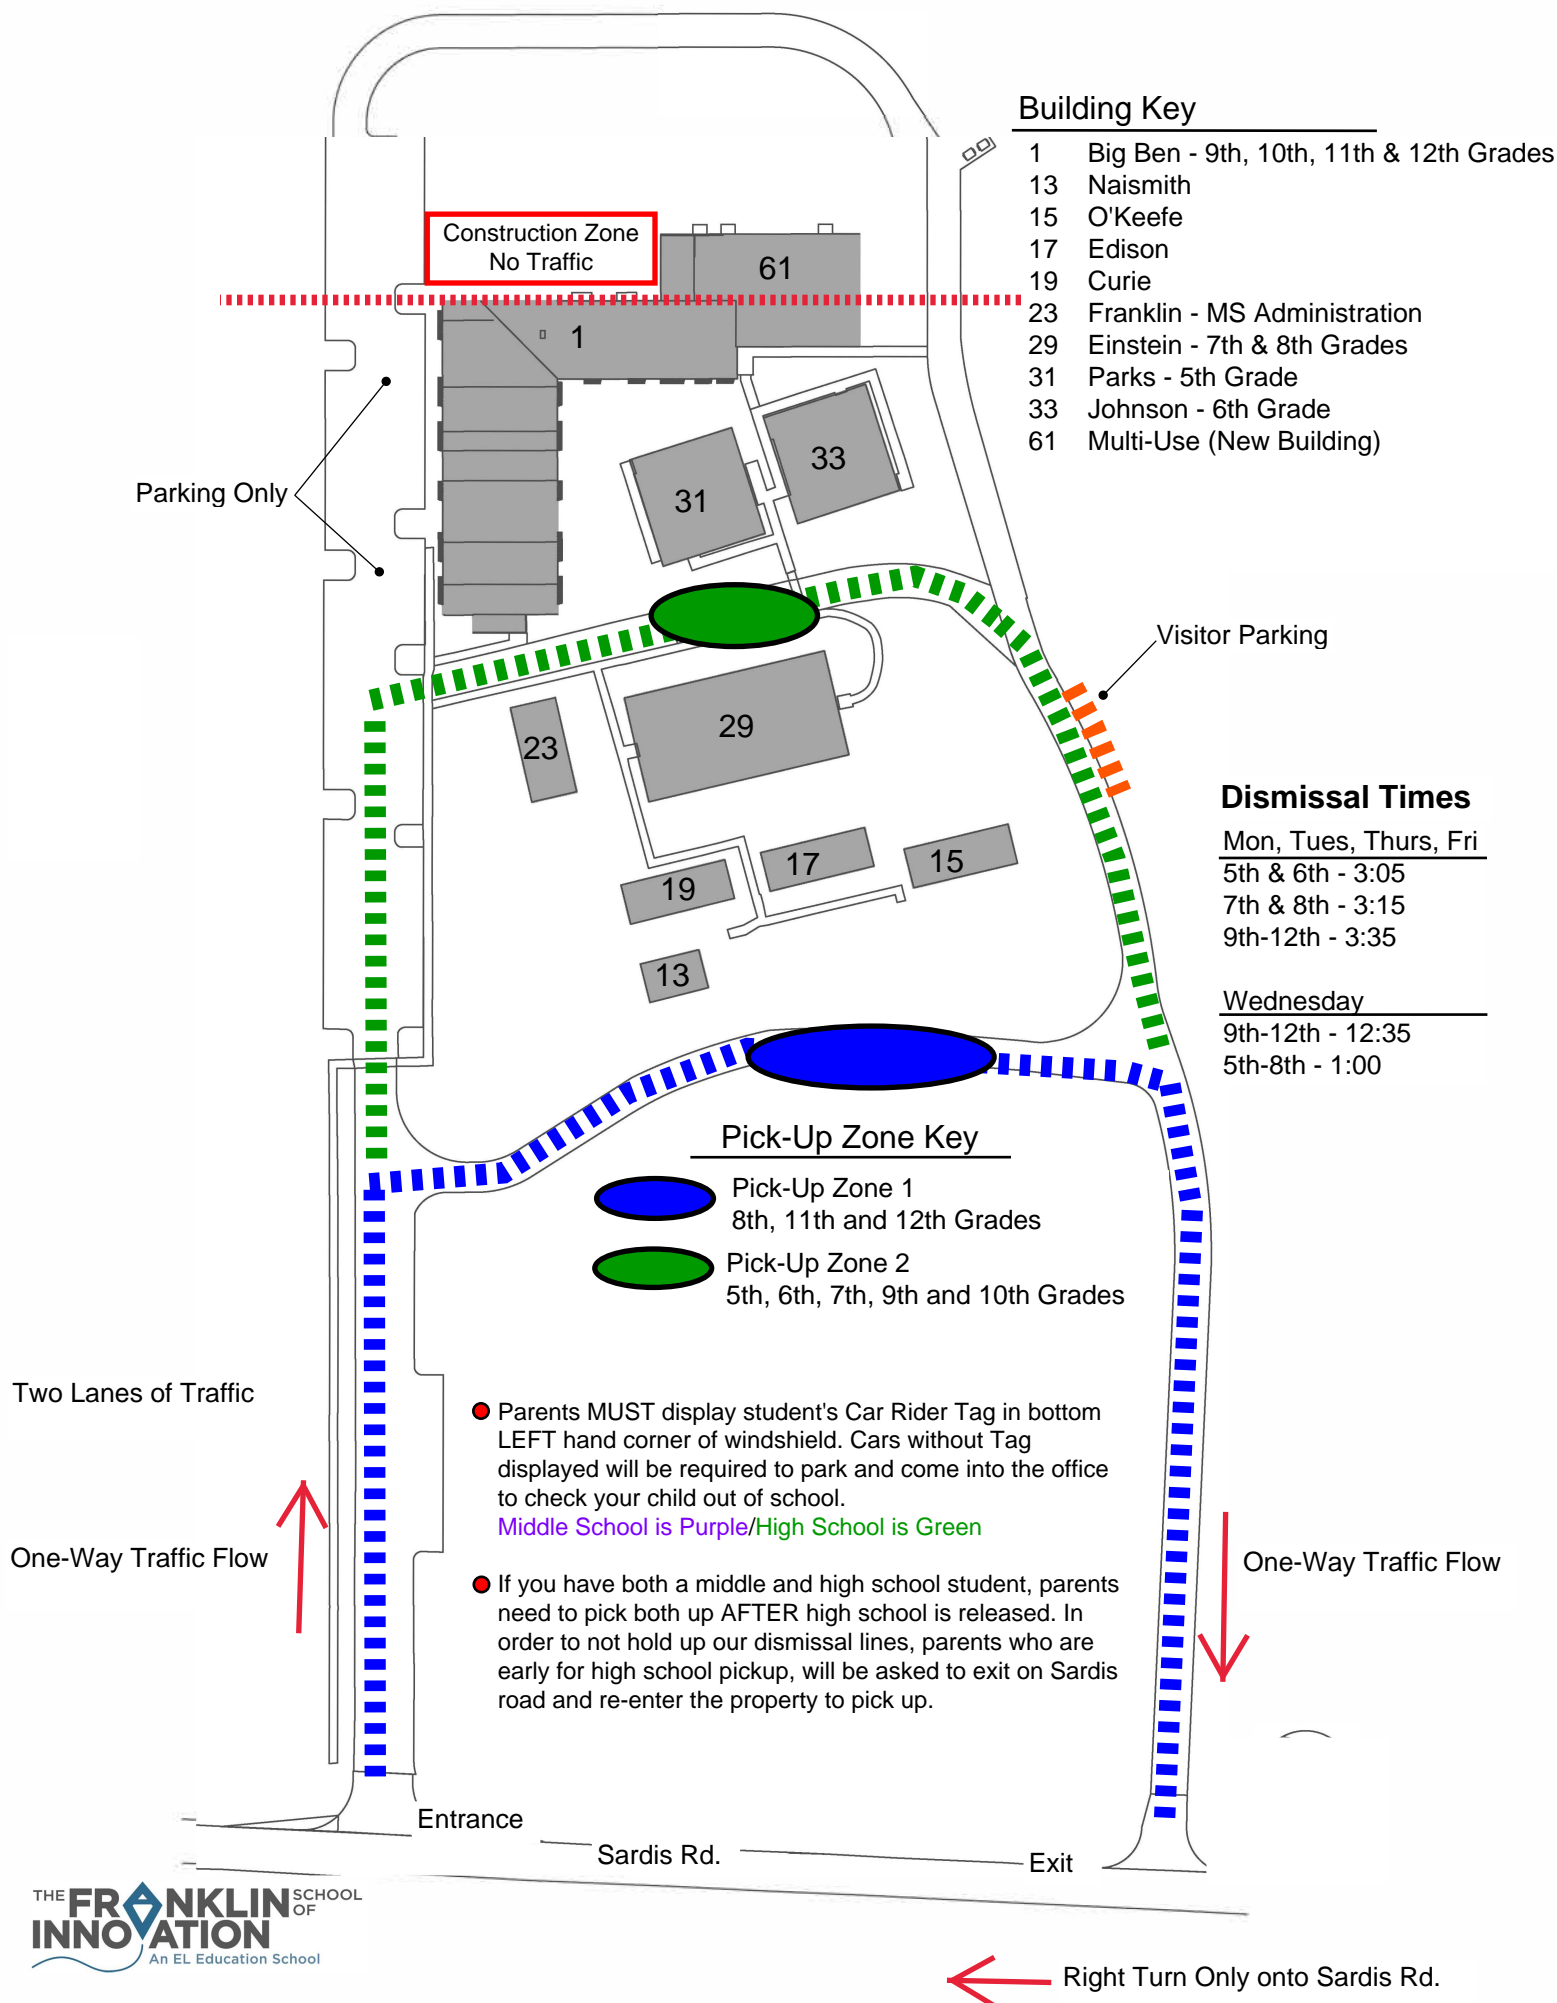 Building Key
1 Big Ben - 9th, 10th, 11th & 12th Grades
13 Naismith
15 O'Keefe
17 Edison
19 Curie
23 Franklin - MS Administration
29 Einstein - 7th & 8th Grades
31 Parks - 5th Grade
33 Johnson - 6th Grade
61 Multi-Use (New Building)
Construction Zone
No Traffic
61
1
33
31
Parking Only
Visitor Parking
29
23
17
15
19
13
Dismissal Times
Mon, Tues, Thurs, Fri
5th & 6th - 3:05
7th & 8th - 3:15
9th-12th - 3:35
Wednesday
9th-12th - 12:35
5th-8th - 1:00
Pick-Up Zone Key
Pick-Up Zone 1
8th, 11th and 12th Grades
Pick-Up Zone 2
5th, 6th, 7th, 9th and 10th Grades
Two Lanes of Traffic
One-Way Traffic Flow
Parents MUST display student's Car Rider Tag in bottom
LEFT hand corner of windshield. Cars without Tag
displayed will be required to park and come into the office
to check your child out of school.
Middle School is Purple/High School is Green
If you have both a middle and high school student, parents
need to pick both up AFTER high school is released. In
order to not hold up our dismissal lines, parents who are
early for high school pickup, will be asked to exit on Sardis
road and re-enter the property to pick up.
One-Way Traffic Flow
Entrance
Sardis Rd.
Exit
THE FRANKLIN SCHOOL OF
INNOVATION
An EL Education School
Right Turn Only onto Sardis Rd.